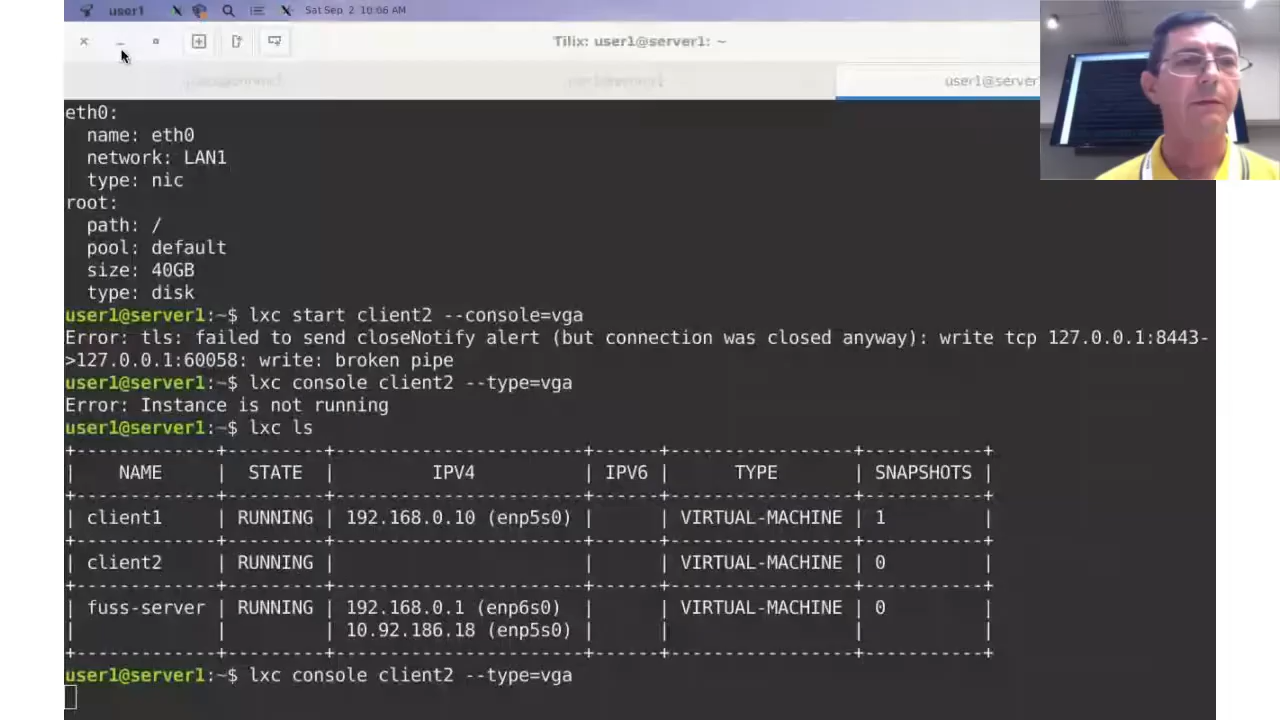 user1 Sat Sep 2 10:06 AM
Tilix: user1@server1: ~
user1@server1
eth0:
name: eth0
network: LAN1
type: nic
root:
path: /
pool: default
size: 40GB
type: disk
user1@server1:~$ lxc start client2 --console=vga
Error: tls: failed to send closeNotify alert (but connection was closed anyway): write tcp 127.0.0.1:8443-
>127.0.0.1:60058: write: broken pipe
user1@server1:~$ lxc console client2 --type=vga
Error: Instance is not running
user1@server1:~$ lxc ls
+-------------+---------+-----------------------+------+-----------------+-----------+
| NAME | STATE | IPV4 | IPV6 | TYPE | SNAPSHOTS |
+-------------+---------+-----------------------+------+-----------------+-----------+
| client1 | RUNNING | 192.168.0.10 (enp5s0) | | VIRTUAL-MACHINE | 1 |
+-------------+---------+-----------------------+------+-----------------+-----------+
| client2 | RUNNING | | | VIRTUAL-MACHINE | 0 |
+-------------+---------+-----------------------+------+-----------------+-----------+
| fuss-server | RUNNING | 192.168.0.1 (enp6s0) | | VIRTUAL-MACHINE | 0 |
| | | 10.92.186.18 (enp5s0) | | | |
+-------------+---------+-----------------------+------+-----------------+-----------+
user1@server1:~$ lxc console client2 --type=vga